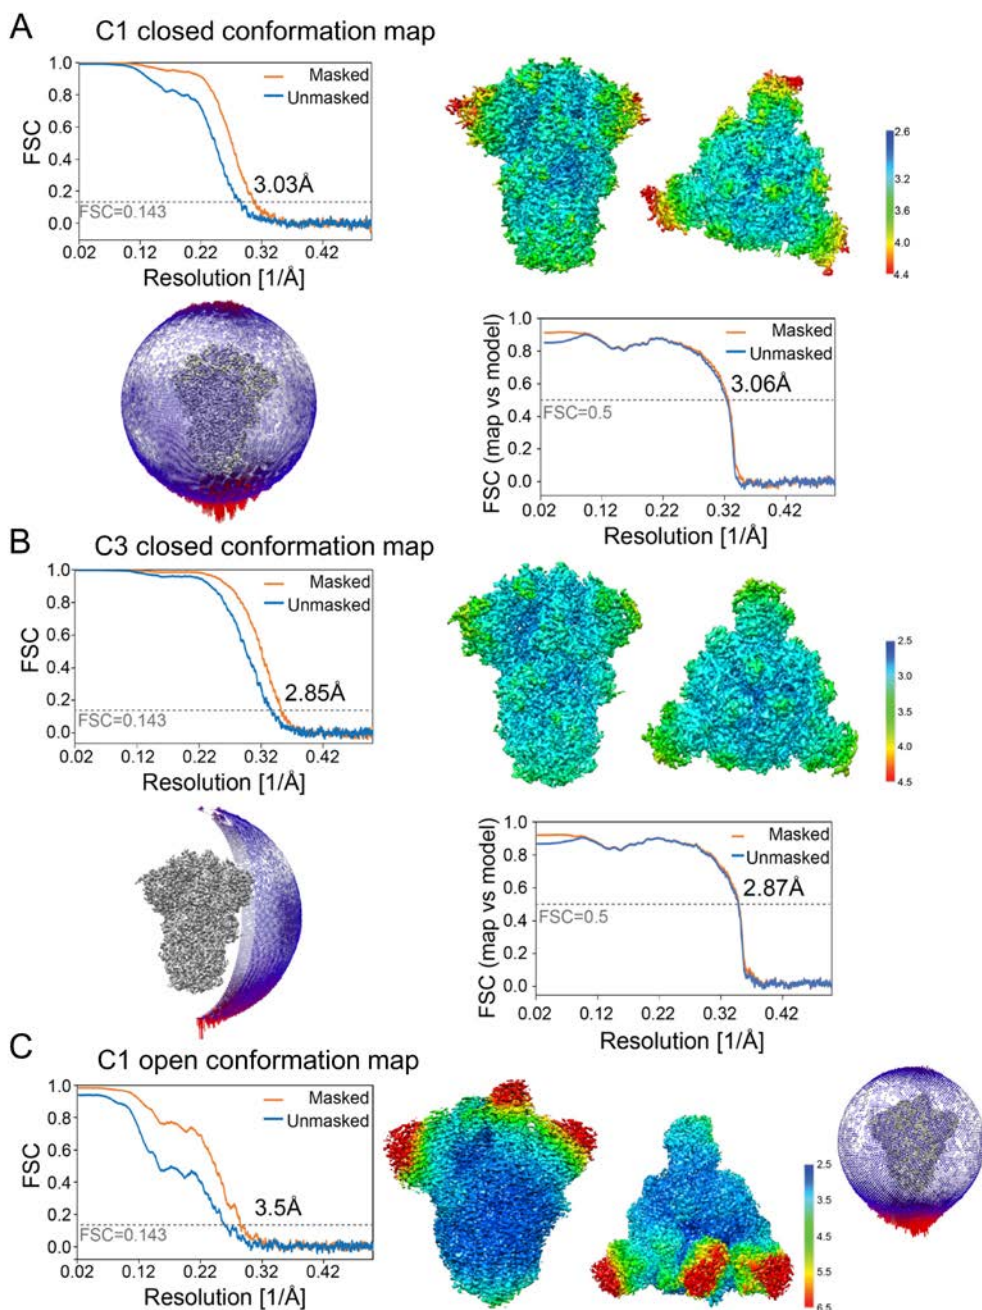 A
C1 closed conformation map
1.0
0.8
0.6
0.4
0.2
0.0
FSC
Masked
Unmasked
3.03Å
FSC=0.143
0.02 0.12 0.22 0.32 0.42
Resolution [1/Å]
2.6
3.2
3.6
4.0
4.4
1.0
0.8
0.6
0.4
0.2
0.0
FSC (map vs model)
Masked
Unmasked
3.06Å
FSC=0.5
0.02 0.12 0.22 0.32 0.42
Resolution [1/Å]
B
C3 closed conformation map
1.0
0.8
0.6
0.4
0.2
0.0
FSC
Masked
Unmasked
2.85Å
FSC=0.143
0.02 0.12 0.22 0.32 0.42
Resolution [1/Å]
2.5
3.0
3.5
4.0
4.5
1.0
0.8
0.6
0.4
0.2
0.0
FSC (map vs model)
Masked
Unmasked
2.87Å
FSC=0.5
0.02 0.12 0.22 0.32 0.42
Resolution [1/Å]
C
C1 open conformation map
1.0
0.8
0.6
0.4
0.2
0.0
FSC
Masked
Unmasked
3.5Å
FSC=0.143
0.02 0.12 0.22 0.32 0.42
Resolution [1/Å]
2.5
3.5
4.5
5.5
6.5